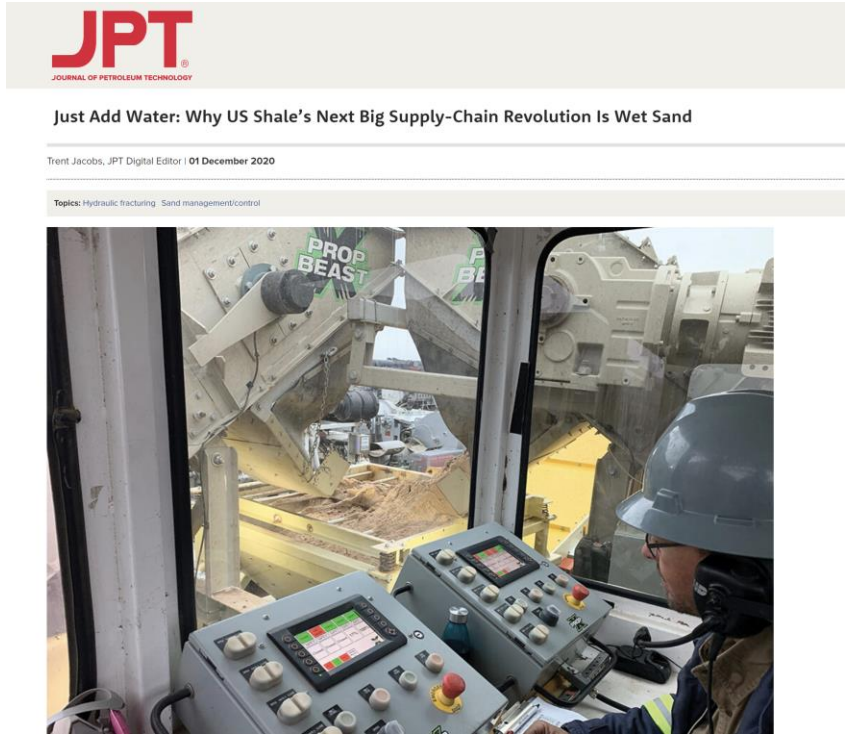 JPT®
JOURNAL OF PETROLEUM TECHNOLOGY
Just Add Water: Why US Shale's Next Big Supply-Chain Revolution Is Wet Sand
Trent Jacobs, JPT Digital Editor | 01 December 2020
Topics: Hydraulic fracturing Sand management/control
PROP
BEAST
P
BE